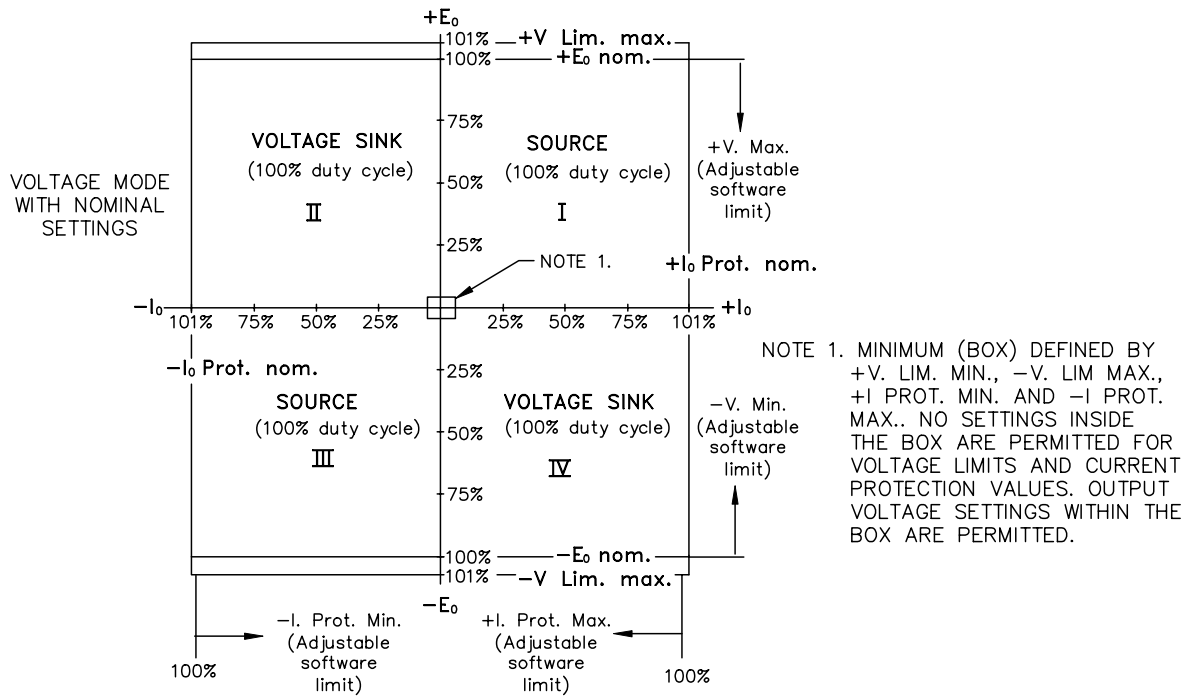 +E₀
101%
+V Lim. max.
100%
+E₀ nom.
75%
VOLTAGE SINK
(100% duty cycle)
II
SOURCE
(100% duty cycle)
I
+V. Max.
(Adjustable
software
limit)
VOLTAGE MODE
WITH NOMINAL
SETTINGS
50%
25%
NOTE 1.
+I₀ Prot. nom.
−I₀
+I₀
101% 75% 50% 25%
25% 50% 75% 101%
−I₀ Prot. nom.
25%
SOURCE
(100% duty cycle)
III
VOLTAGE SINK
(100% duty cycle)
IV
50%
75%
−V. Min.
(Adjustable
software
limit)
NOTE 1. MINIMUM (BOX) DEFINED BY
+V. LIM. MIN., −V. LIM MAX.,
+I PROT. MIN. AND −I PROT.
MAX.. NO SETTINGS INSIDE
THE BOX ARE PERMITTED FOR
VOLTAGE LIMITS AND CURRENT
PROTECTION VALUES. OUTPUT
VOLTAGE SETTINGS WITHIN THE
BOX ARE PERMITTED.
100%
−E₀ nom.
101%
−V Lim. max.
−E₀
−I. Prot. Min.
(Adjustable
software
limit)
100%
+I. Prot. Max.
(Adjustable
software
limit)
100%